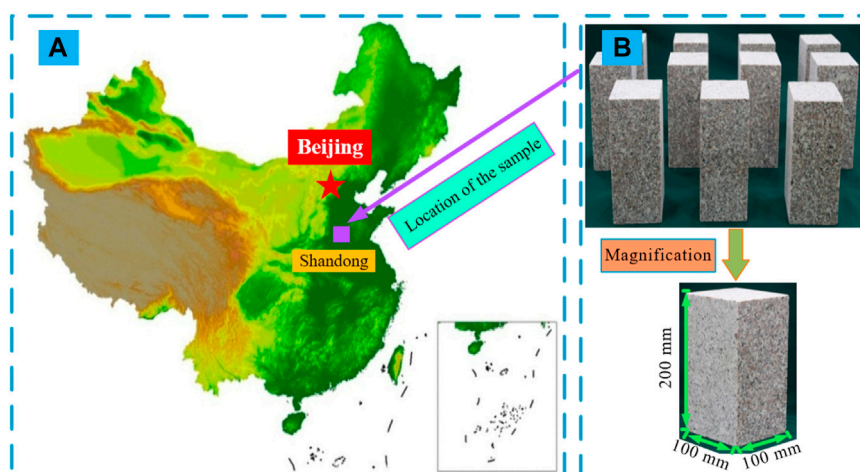 A
Beijing
Location of the sample
Shandong
B
Magnification
200 mm
100 mm
100 mm